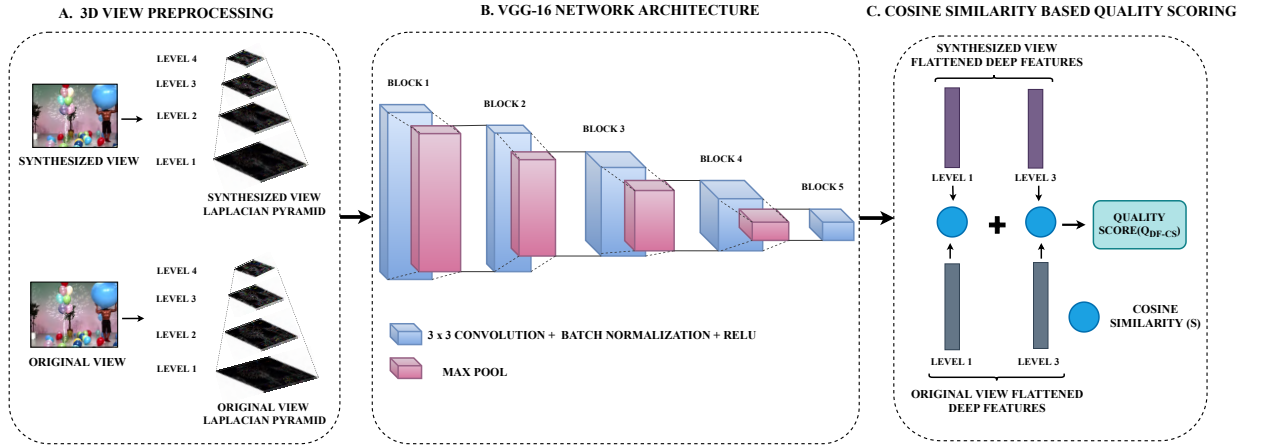 A. 3D VIEW PREPROCESSING
LEVEL 4
LEVEL 3
LEVEL 2
LEVEL 1
SYNTHESIZED VIEW
SYNTHESIZED VIEW
LAPLACIAN PYRAMID
LEVEL 4
LEVEL 3
LEVEL 2
LEVEL 1
ORIGINAL VIEW
ORIGINAL VIEW
LAPLACIAN PYRAMID
B. VGG-16 NETWORK ARCHITECTURE
BLOCK 1
BLOCK 2
BLOCK 3
BLOCK 4
BLOCK 5
3 x 3 CONVOLUTION + BATCH NORMALIZATION + RELU
MAX POOL
C. COSINE SIMILARITY BASED QUALITY SCORING
SYNTHESIZED VIEW
FLATTENED DEEP FEATURES
LEVEL 1
LEVEL 3
+
QUALITY
SCORE(Q_DF-CS)
COSINE
SIMILARITY (S)
LEVEL 1
LEVEL 3
ORIGINAL VIEW FLATTENED
DEEP FEATURES